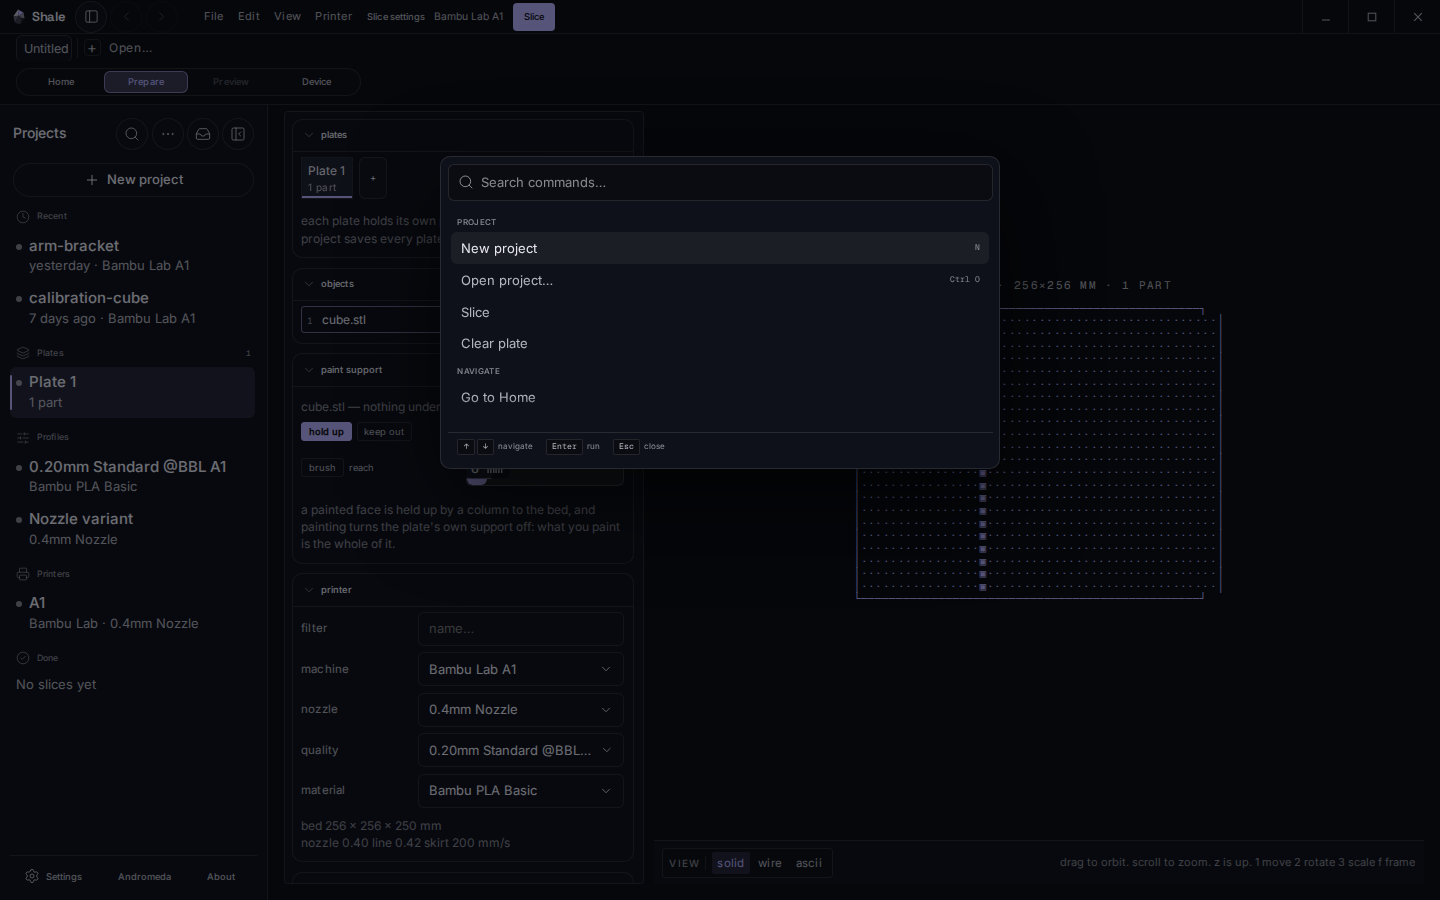 Shale
File Edit View Printer Slice settings Bambu Lab A1 Slice
Untitled + Open...
Home Prepare Preview Device
Projects
+ New project
Recent
arm-bracket
yesterday · Bambu Lab A1
calibration-cube
7 days ago · Bambu Lab A1
Plates 1
Plate 1
1 part
Profiles
0.20mm Standard @BBL A1
Bambu PLA Basic
Nozzle variant
0.4mm Nozzle
Printers
A1
Bambu Lab · 0.4mm Nozzle
Done
No slices yet
Settings Andromeda About
plates
Plate 1
1 part
+
each plate holds its own
project saves every plate
objects
1 cube.stl
paint support
cube.stl — nothing under
hold up keep out
brush reach
a painted face is held up by a column to the bed, and
painting turns the plate's own support off: what you paint
is the whole of it.
printer
filter name...
machine Bambu Lab A1
nozzle 0.4mm Nozzle
quality 0.20mm Standard @BBL...
material Bambu PLA Basic
bed 256 × 256 × 250 mm
nozzle 0.40 line 0.42 skirt 200 mm/s
Search commands...
PROJECT
New project N
Open project... Ctrl O
Slice
Clear plate
NAVIGATE
Go to Home
↑ ↓ navigate Enter run Esc close
· 256×256 MM · 1 PART
VIEW solid wire ascii
drag to orbit. scroll to zoom. z is up. 1 move 2 rotate 3 scale f frame